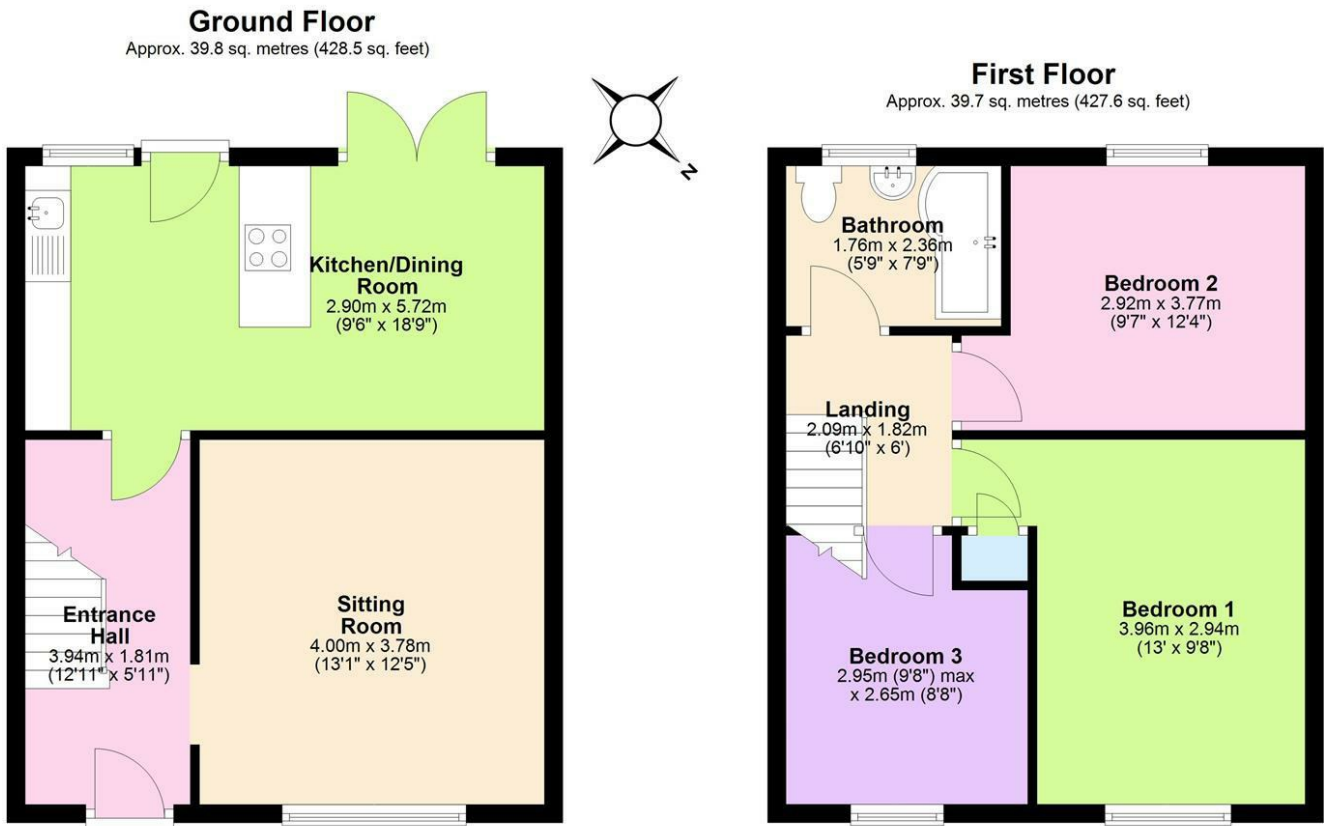 Ground Floor
Approx. 39.8 sq. metres (428.5 sq. feet)
Kitchen/Dining
Room
2.90m x 5.72m
(9'6" x 18'9")
Entrance
Hall
3.94m x 1.81m
(12'11" x 5'11")
Sitting
Room
4.00m x 3.78m
(13'1" x 12'5")
N
First Floor
Approx. 39.7 sq. metres (427.6 sq. feet)
Bathroom
1.76m x 2.36m
(5'9" x 7'9")
Bedroom 2
2.92m x 3.77m
(9'7" x 12'4")
Landing
2.09m x 1.82m
(6'10" x 6')
Bedroom 3
2.95m (9'8") max
x 2.65m (8'8")
Bedroom 1
3.96m x 2.94m
(13' x 9'8")